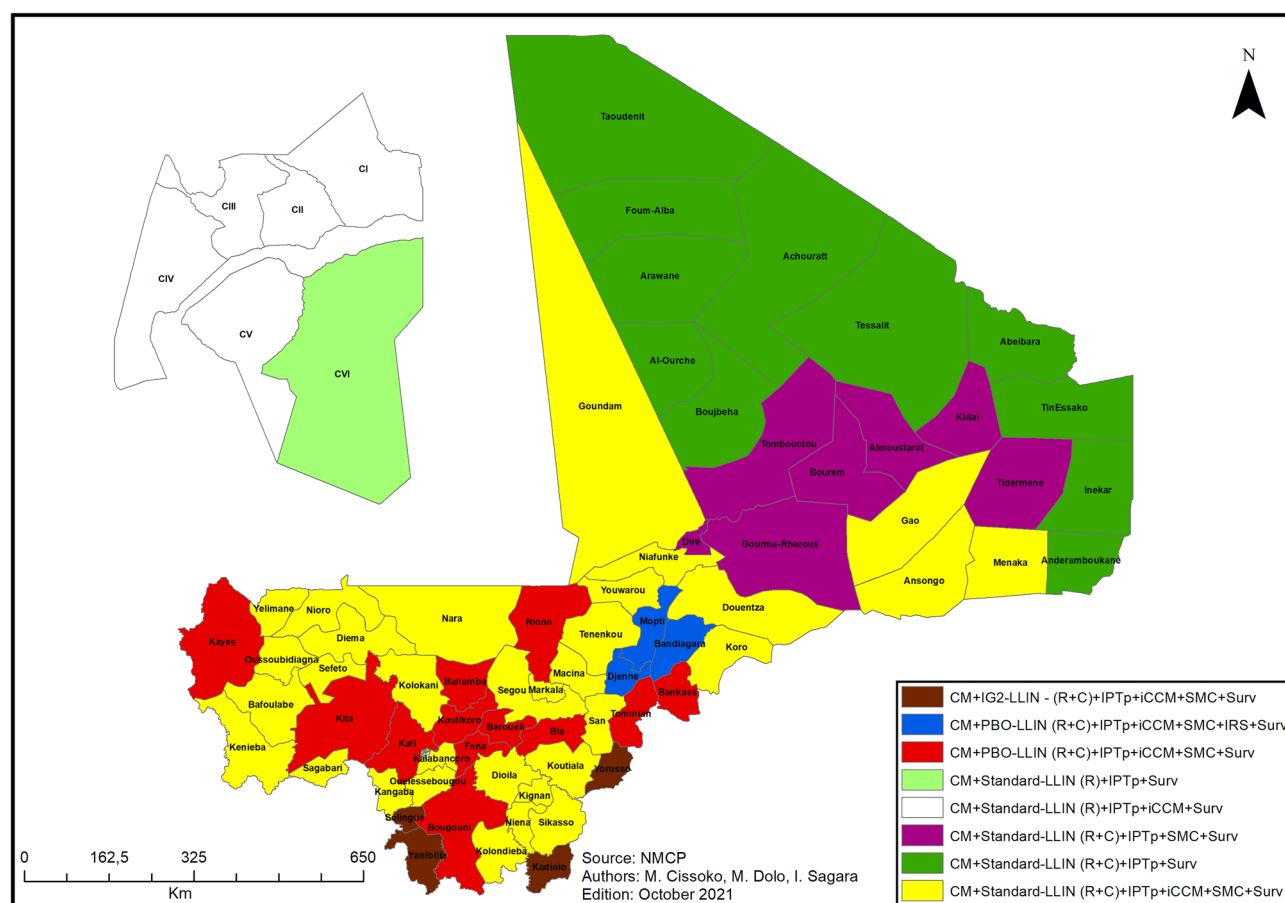 N
Taoudenit
CI
CIII
CII
Foum-Alba
Achouratt
CIV
Arawane
Tessalit
CV
Abeibara
Al-Ourche
CVI
Goundam
Boujbeha
TinEssako
Kidal
Tombouctou
Almoustarat
Bourem
Tidermene
Inekar
Gao
Dire
Gourma-Rharous
Niafunke
Menaka
Anderamboukane
Ansongo
Youwarou
Yelimane
Nioro
Douentza
Nara
Niono
Mopti
Kayes
Diema
Tenenkou
Bandiagara
Koro
Oussoubidiagna
Sefeto
Macina
Djenne
Kolokani
Banamba
Segou
Markala
Bankass
Bafoulabe
Kita
San
Tominian
Koulikoro
Baroueli
Bla
Kenieba
Kati
Fana
Kalabancoro
Sagabari
Koutiala
Yorosso
Ouelessebougou
Dioila
Kangaba
Kignan
Selingue
Bougouni
Niena
Sikasso
Yanfolila
Kolondieba
Kadiolo
0 162,5 325 650
Km
Source: NMCP
Authors: M. Cissoko, M. Dolo, I. Sagara
Edition: October 2021
CM+IG2-LLIN - (R+C)+IPTp+iCCM+SMC+Surv
CM+PBO-LLIN (R+C)+IPTp+iCCM+SMC+IRS+Surv
CM+PBO-LLIN (R+C)+IPTp+iCCM+SMC+Surv
CM+Standard-LLIN (R)+IPTp+Surv
CM+Standard-LLIN (R)+IPTp+iCCM+Surv
CM+Standard-LLIN (R+C)+IPTp+SMC+Surv
CM+Standard-LLIN (R+C)+IPTp+Surv
CM+Standard-LLIN (R+C)+IPTp+iCCM+SMC+Surv